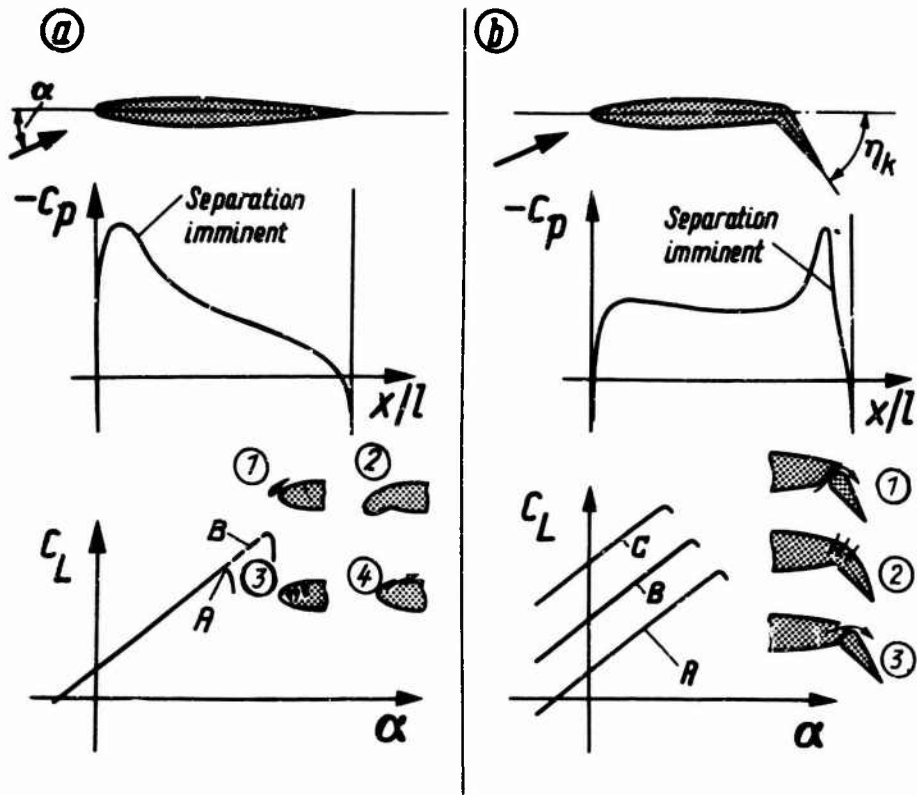 a
α
-Cp
Separation
imminent
x/l
1
2
CL
B
3
4
A
α
b
ηk
-Cp
Separation
imminent
x/l
CL
C
B
A
1
2
3
α